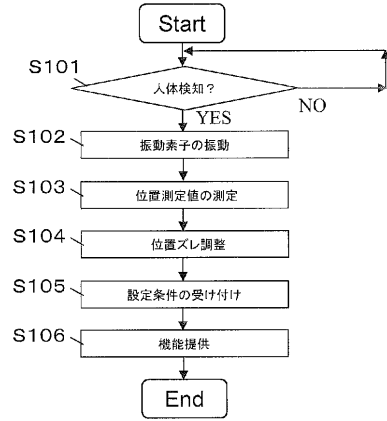 Start
S101
人体検知?
NO
YES
S102
振動素子の振動
S103
位置測定値の測定
S104
位置ズレ調整
S105
設定条件の受け付け
S106
機能提供
End